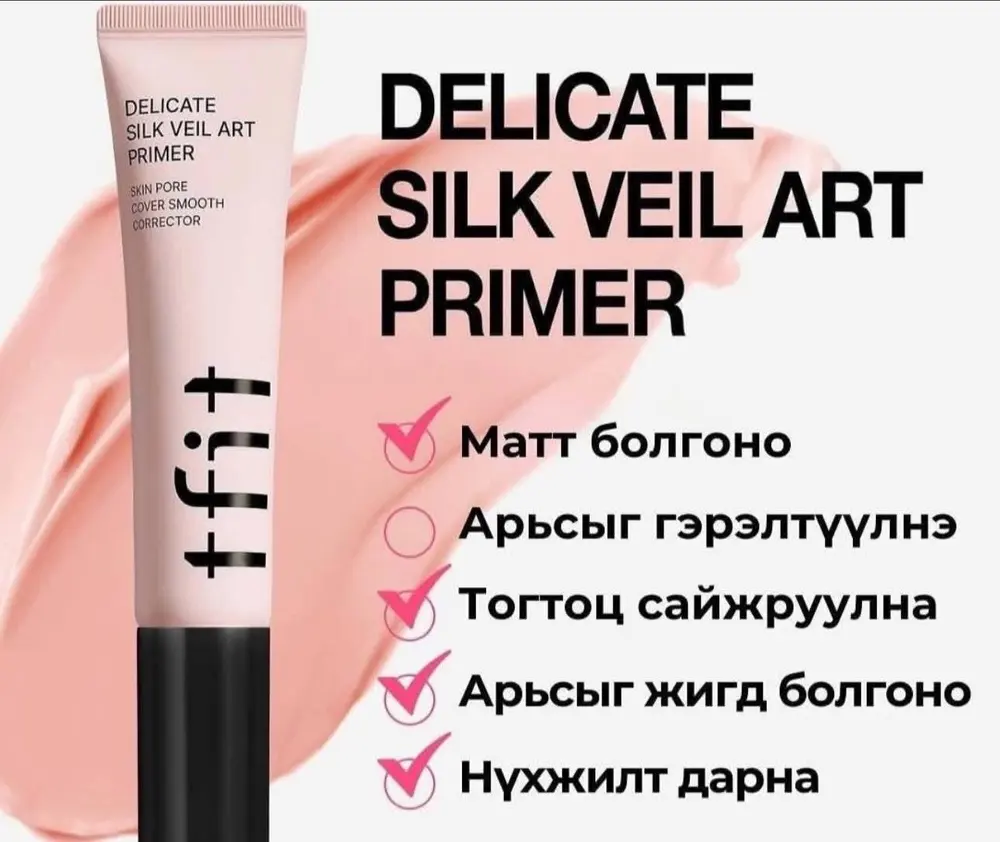 DELICATE
SILK VEIL ART
PRIMER
SKIN PORE
COVER SMOOTH
CORRECTOR
tfit
DELICATE
SILK VEIL ART
PRIMER
Матт болгоно
Арьсыг гэрэлтүүлнэ
Тогтоц сайжруулна
Арьсыг жигд болгоно
Нүхжилт дарна